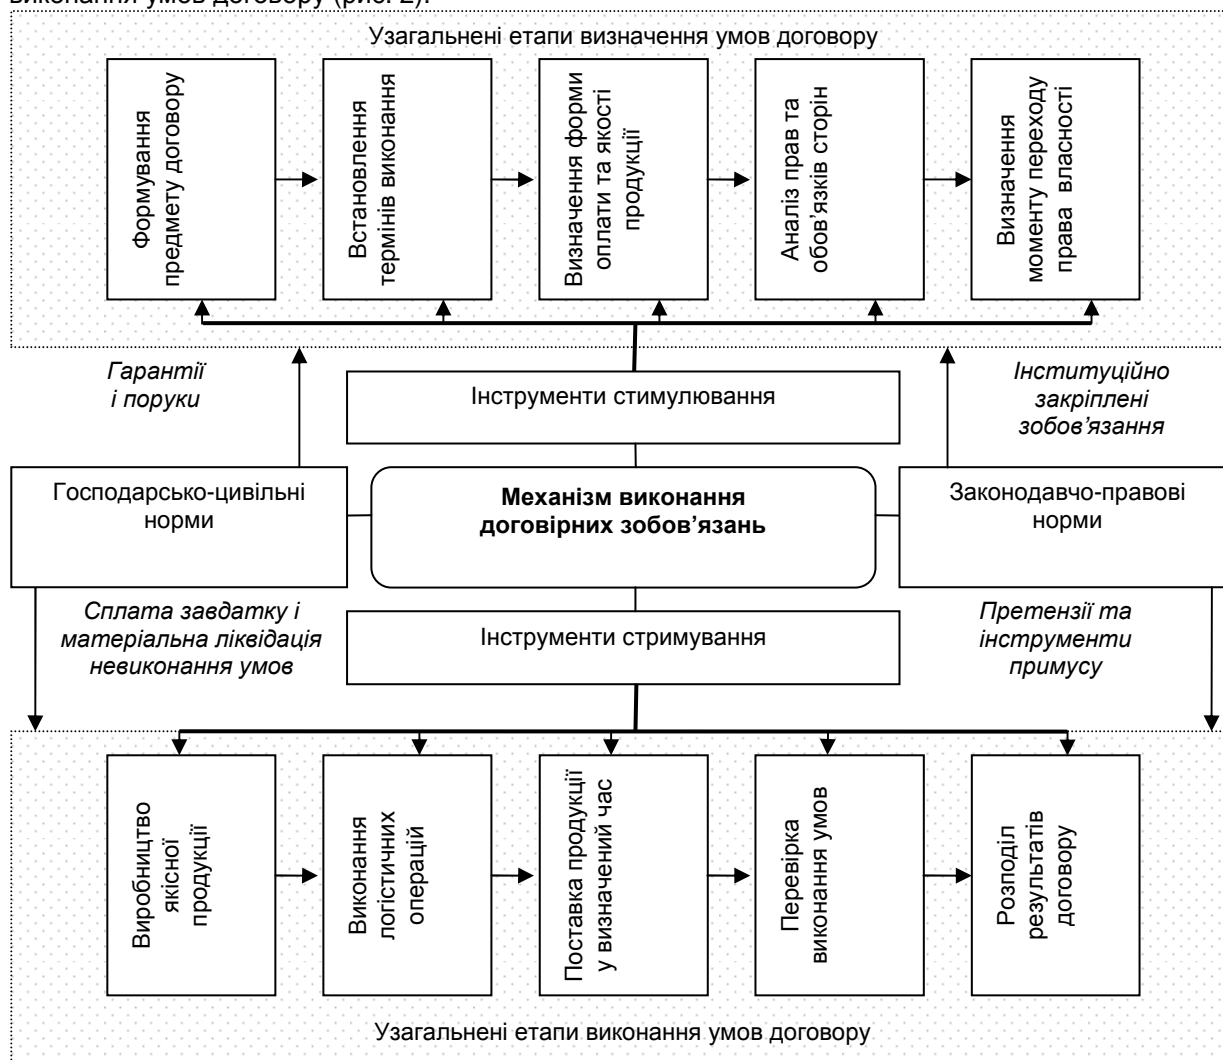 виконання умов договору (рис. 2).
Узагальнені етапи визначення умов договору
Формування
предмету договору
Встановлення
термінів виконання
Визначення форми
оплати та якості
продукції
Аналіз прав та
обов’язків сторін
Визначення
моменту переходу
права власності
Гарантії
і поруки
Інструменти стимулювання
Інституційно
закріплені
зобов’язання
Господарсько-цивільні
норми
Механізм виконання
договірних зобов’язань
Законодавчо-правові
норми
Сплата завдатку і
матеріальна ліквідація
невиконання умов
Інструменти стримування
Претензії та
інструменти
примусу
Виробництво
якісної
продукції
Виконання
логістичних
операцій
Поставка продукції
у визначений час
Перевірка
виконання умов
Розподіл
результатів
договору
Узагальнені етапи виконання умов договору